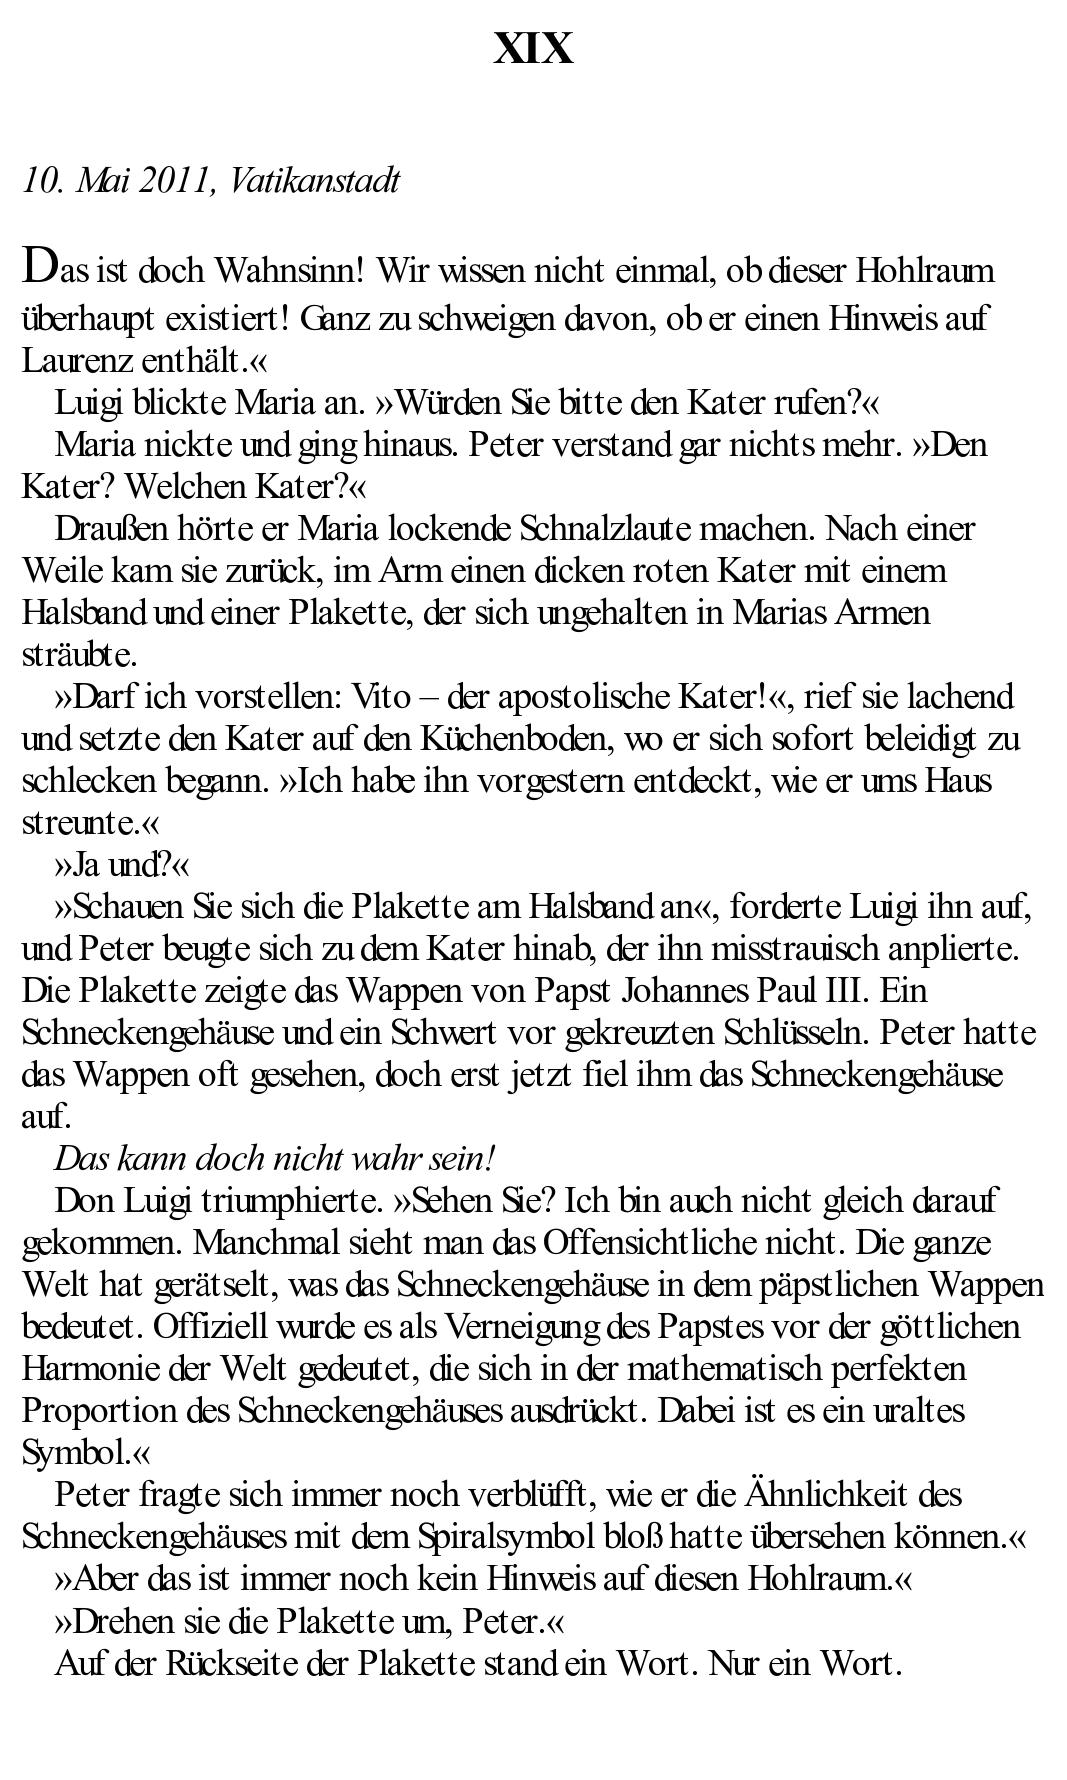 XIX
10. Mai 2011, Vatikanstadt
Das ist doch Wahnsinn! Wir wissen nicht einmal, ob dieser Hohlraum
überhaupt existiert! Ganz zu schweigen davon, ob er einen Hinweis auf
Laurenz enthält.«
Luigi blickte Maria an. »Würden Sie bitte den Kater rufen?«
Maria nickte und ging hinaus. Peter verstand gar nichts mehr. »Den
Kater? Welchen Kater?«
Draußen hörte er Maria lockende Schnalzlaute machen. Nach einer
Weile kam sie zurück, im Arm einen dicken roten Kater mit einem
Halsband und einer Plakette, der sich ungehalten in Marias Armen
sträubte.
»Darf ich vorstellen: Vito – der apostolische Kater!«, rief sie lachend
und setzte den Kater auf den Küchenboden, wo er sich sofort beleidigt zu
schlecken begann. »Ich habe ihn vorgestern entdeckt, wie er ums Haus
streunte.«
»Ja und?«
»Schauen Sie sich die Plakette am Halsband an«, forderte Luigi ihn auf,
und Peter beugte sich zu dem Kater hinab, der ihn misstrauisch anplierte.
Die Plakette zeigte das Wappen von Papst Johannes Paul III. Ein
Schneckengehäuse und ein Schwert vor gekreuzten Schlüsseln. Peter hatte
das Wappen oft gesehen, doch erst jetzt fiel ihm das Schneckengehäuse
auf.
Das kann doch nicht wahr sein!
Don Luigi triumphierte. »Sehen Sie? Ich bin auch nicht gleich darauf
gekommen. Manchmal sieht man das Offensichtliche nicht. Die ganze
Welt hat gerätselt, was das Schneckengehäuse in dem päpstlichen Wappen
bedeutet. Offiziell wurde es als Verneigung des Papstes vor der göttlichen
Harmonie der Welt gedeutet, die sich in der mathematisch perfekten
Proportion des Schneckengehäuses ausdrückt. Dabei ist es ein uraltes
Symbol.«
Peter fragte sich immer noch verblüfft, wie er die Ähnlichkeit des
Schneckengehäuses mit dem Spiralsymbol bloß hatte übersehen können.«
»Aber das ist immer noch kein Hinweis auf diesen Hohlraum.«
»Drehen sie die Plakette um, Peter.«
Auf der Rückseite der Plakette stand ein Wort. Nur ein Wort.